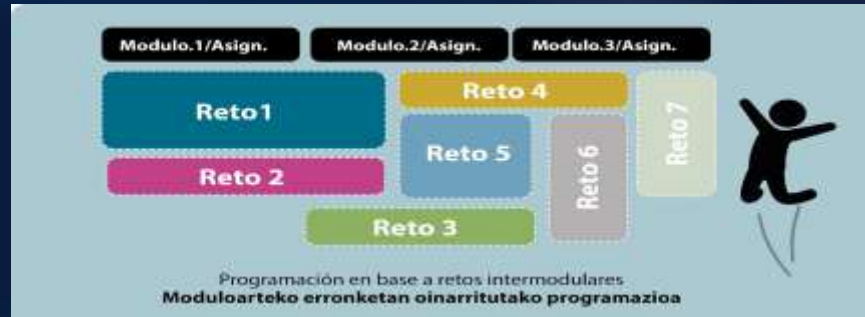 Modulo.1/Asign.
Modulo.2/Asign.
Modulo.3/Asign.
Reto1
Reto 4
Reto 7
Reto 5
Reto 6
Reto 2
Reto 3
Programación en base a retos intermodulares
Moduloarteko erronketan oinarritutako programazioa